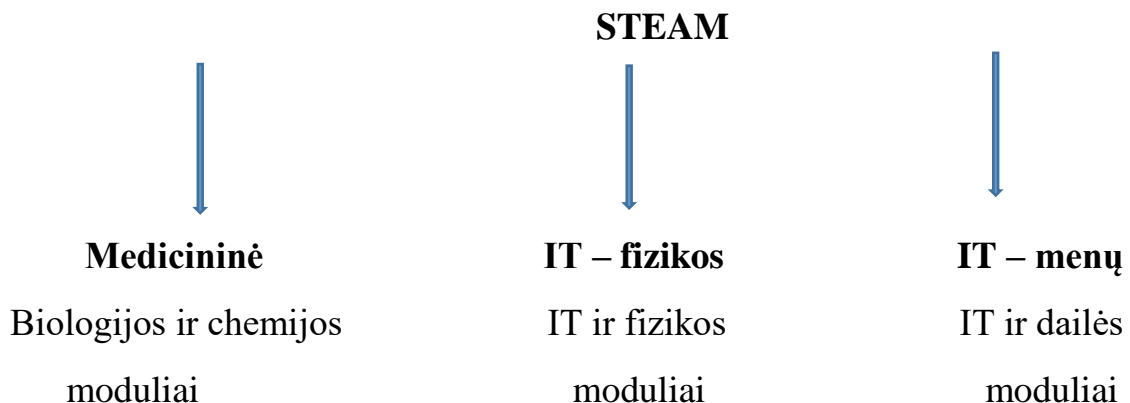 STEAM
Medicininė
Biologijos ir chemijos
moduliai
IT – fizikos
IT ir fizikos
moduliai
IT – menų
IT ir dailės
moduliai